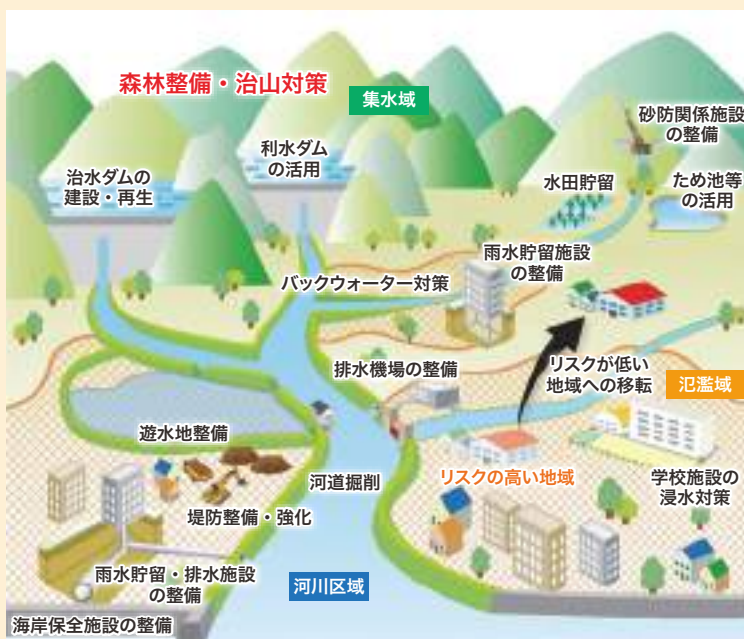 森林整備・治山対策
集水域
砂防関係施設
の整備
利水ダム
の活用
治水ダムの
建設・再生
水田貯留
ため池等
の活用
雨水貯留施設
の整備
バックウォーター対策
排水機場の整備
リスクが低い
地域への移転
氾濫域
遊水地整備
リスクの高い地域
学校施設の
浸水対策
河道掘削
堤防整備・強化
雨水貯留・排水施設
の整備
河川区域
海岸保全施設の整備